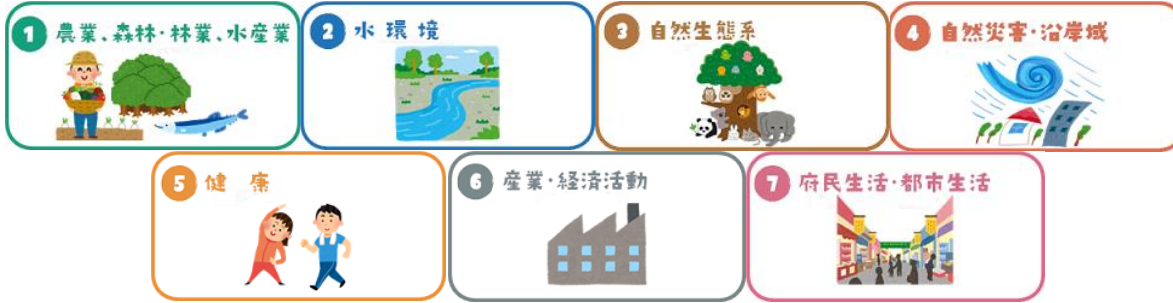 1 農業、森林・林業、水産業
2 水 環 境
3 自然生態系
4 自然災害・沿岸域
5 健 康
6 産業・経済活動
7 府民生活・都市生活